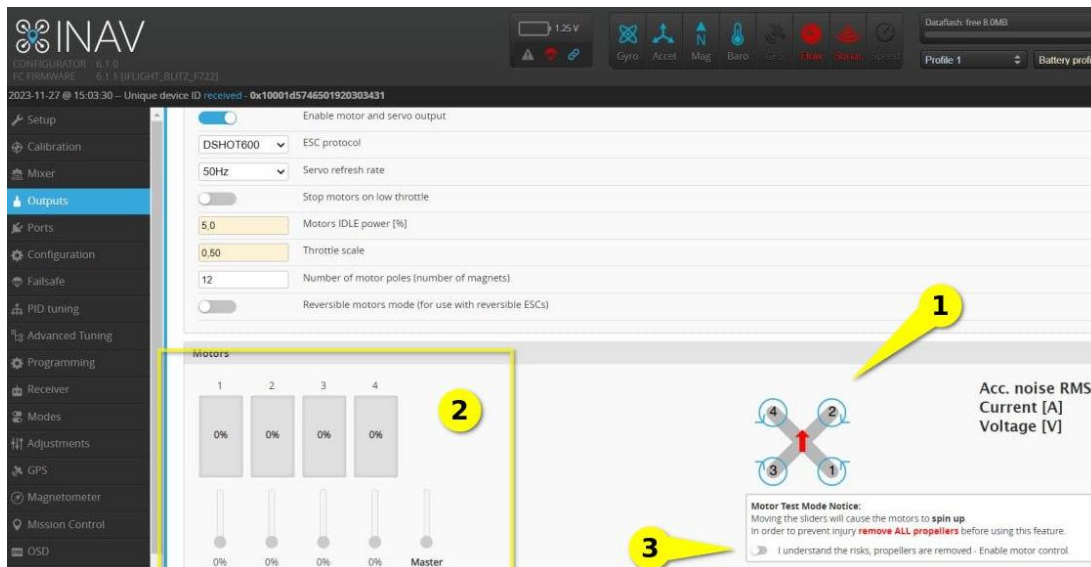 INAV
CONFIGURATOR 6.1.0
FC FIRMWARE 6.1.1 [IFLIGHT_BLITZ_F722]
1.25 V
Gyro Accel Mag Baro GPS Flow Sonar Speed
Dataflash: free 8.0MB
Profile 1 Battery profi
2023-11-27 @ 15:03:30 -- Unique device ID received - 0x10001d5746501920303431
Setup
Calibration
Mixer
Outputs
Ports
Configuration
Failsafe
PID tuning
Advanced Tuning
Programming
Receiver
Modes
Adjustments
GPS
Magnetometer
Mission Control
OSD
Enable motor and servo output
DSHOT600 ESC protocol
50Hz Servo refresh rate
Stop motors on low throttle
5,0 Motors IDLE power [%]
0,50 Throttle scale
12 Number of motor poles (number of magnets)
Reversible motors mode (for use with reversible ESCs)
Motors
1 2 3 4
0% 0% 0% 0%
0% 0% 0% 0% Master
2
1
4 2
3 1
Acc. noise RMS
Current [A]
Voltage [V]
Motor Test Mode Notice:
Moving the sliders will cause the motors to spin up.
In order to prevent injury remove ALL propellers before using this feature.
3
I understand the risks, propellers are removed - Enable motor control.